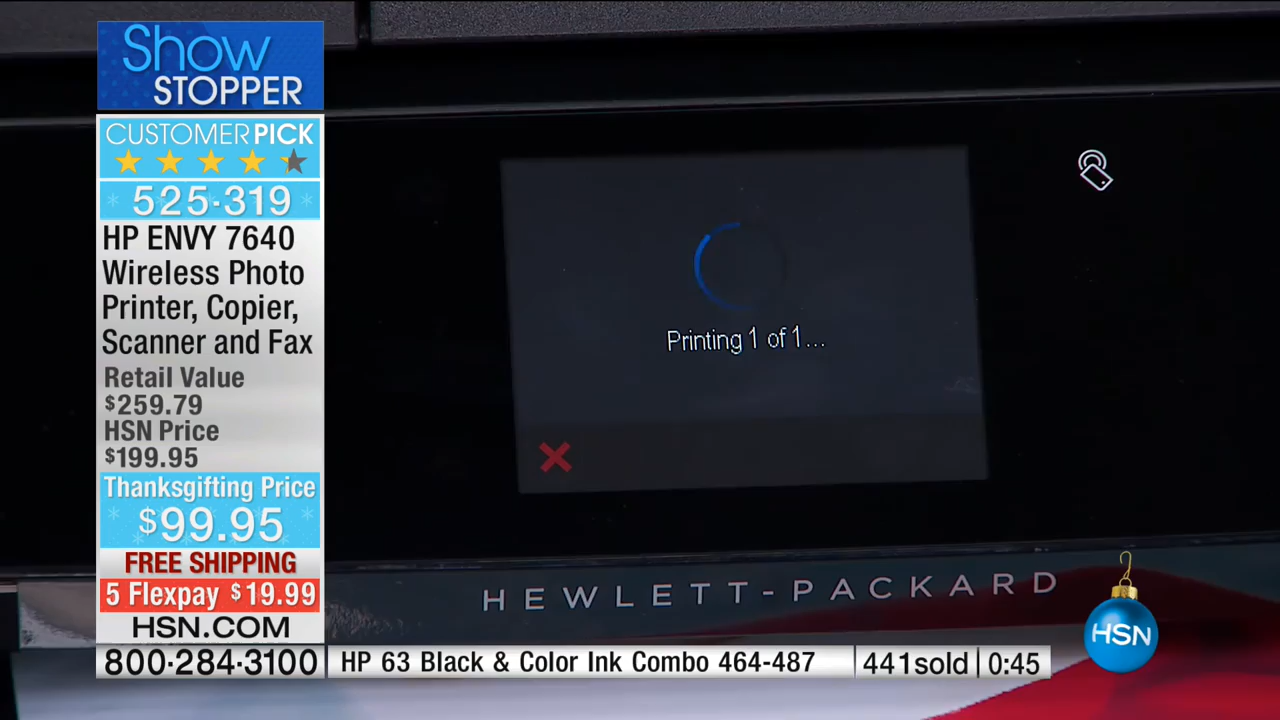 Show
STOPPER
CUSTOMER PICK
525·319
HP ENVY 7640
Wireless Photo
Printer, Copier,
Scanner and Fax
Retail Value
$259.79
HSN Price
$199.95
Thanksgifting Price
$99.95
FREE SHIPPING
5 Flexpay $19.99
HSN.COM
800·284·3100
Printing 1 of 1...
HEWLETT-PACKARD
HSN
HP 63 Black & Color Ink Combo 464-487
441sold
0:45